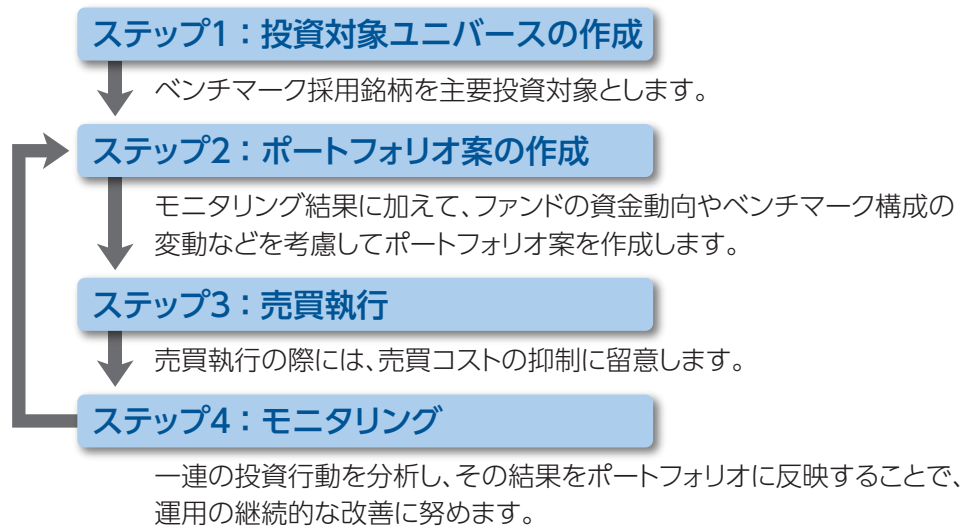 ステップ1：投資対象ユニバースの作成
ベンチマーク採用銘柄を主要投資対象とします。
ステップ2：ポートフォリオ案の作成
モニタリング結果に加えて、ファンドの資金動向やベンチマーク構成の
変動などを考慮してポートフォリオ案を作成します。
ステップ3：売買執行
売買執行の際には、売買コストの抑制に留意します。
ステップ4：モニタリング
一連の投資行動を分析し、その結果をポートフォリオに反映することで、
運用の継続的な改善に努めます。